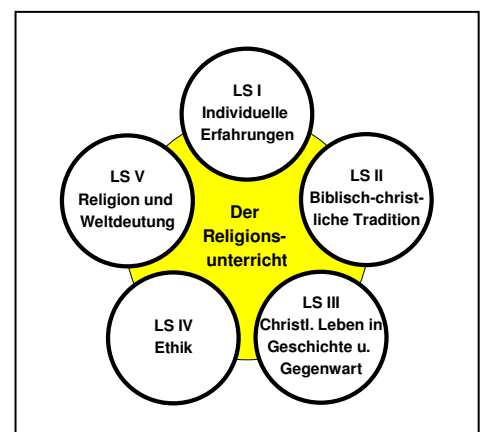 LS I
Individuelle
Erfahrungen
LS II
Biblisch-christ-
liche Tradition
LS III
Christl. Leben in
Geschichte u.
Gegenwart
LS IV
Ethik
LS V
Religion und
Weltdeutung
Der
Religions-
unterricht